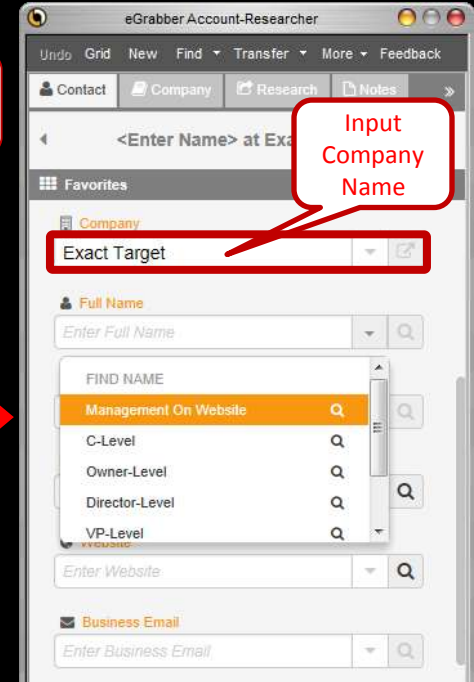 eGrabber Account-Researcher
Undo Grid New Find Transfer More Feedback
Contact Company Research Notes »
<Enter Name> at Exa
Input
Company
Name
Favorites
Company
Exact Target
Full Name
Enter Full Name
FIND NAME
Management On Website
C-Level
Owner-Level
Director-Level
VP-Level
Website
Enter Website
Business Email
Enter Business Email